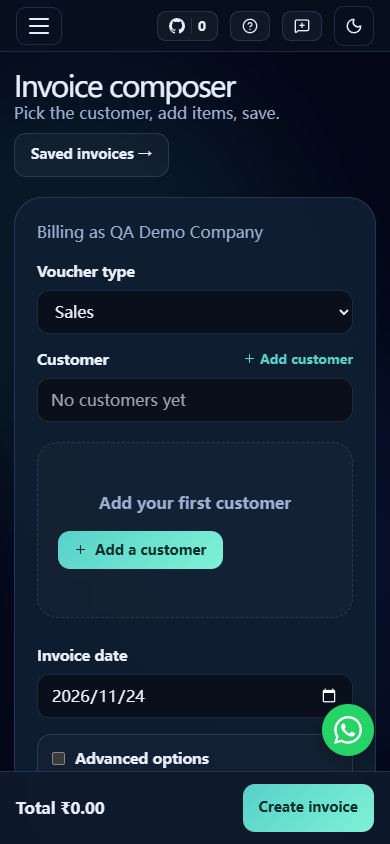 0
Invoice composer
Pick the customer, add items, save.
Saved invoices →
Billing as QA Demo Company
Voucher type
Sales
Customer
+ Add customer
No customers yet
Add your first customer
+ Add a customer
Invoice date
2026/11/24
Advanced options
Total ₹0.00
Create invoice